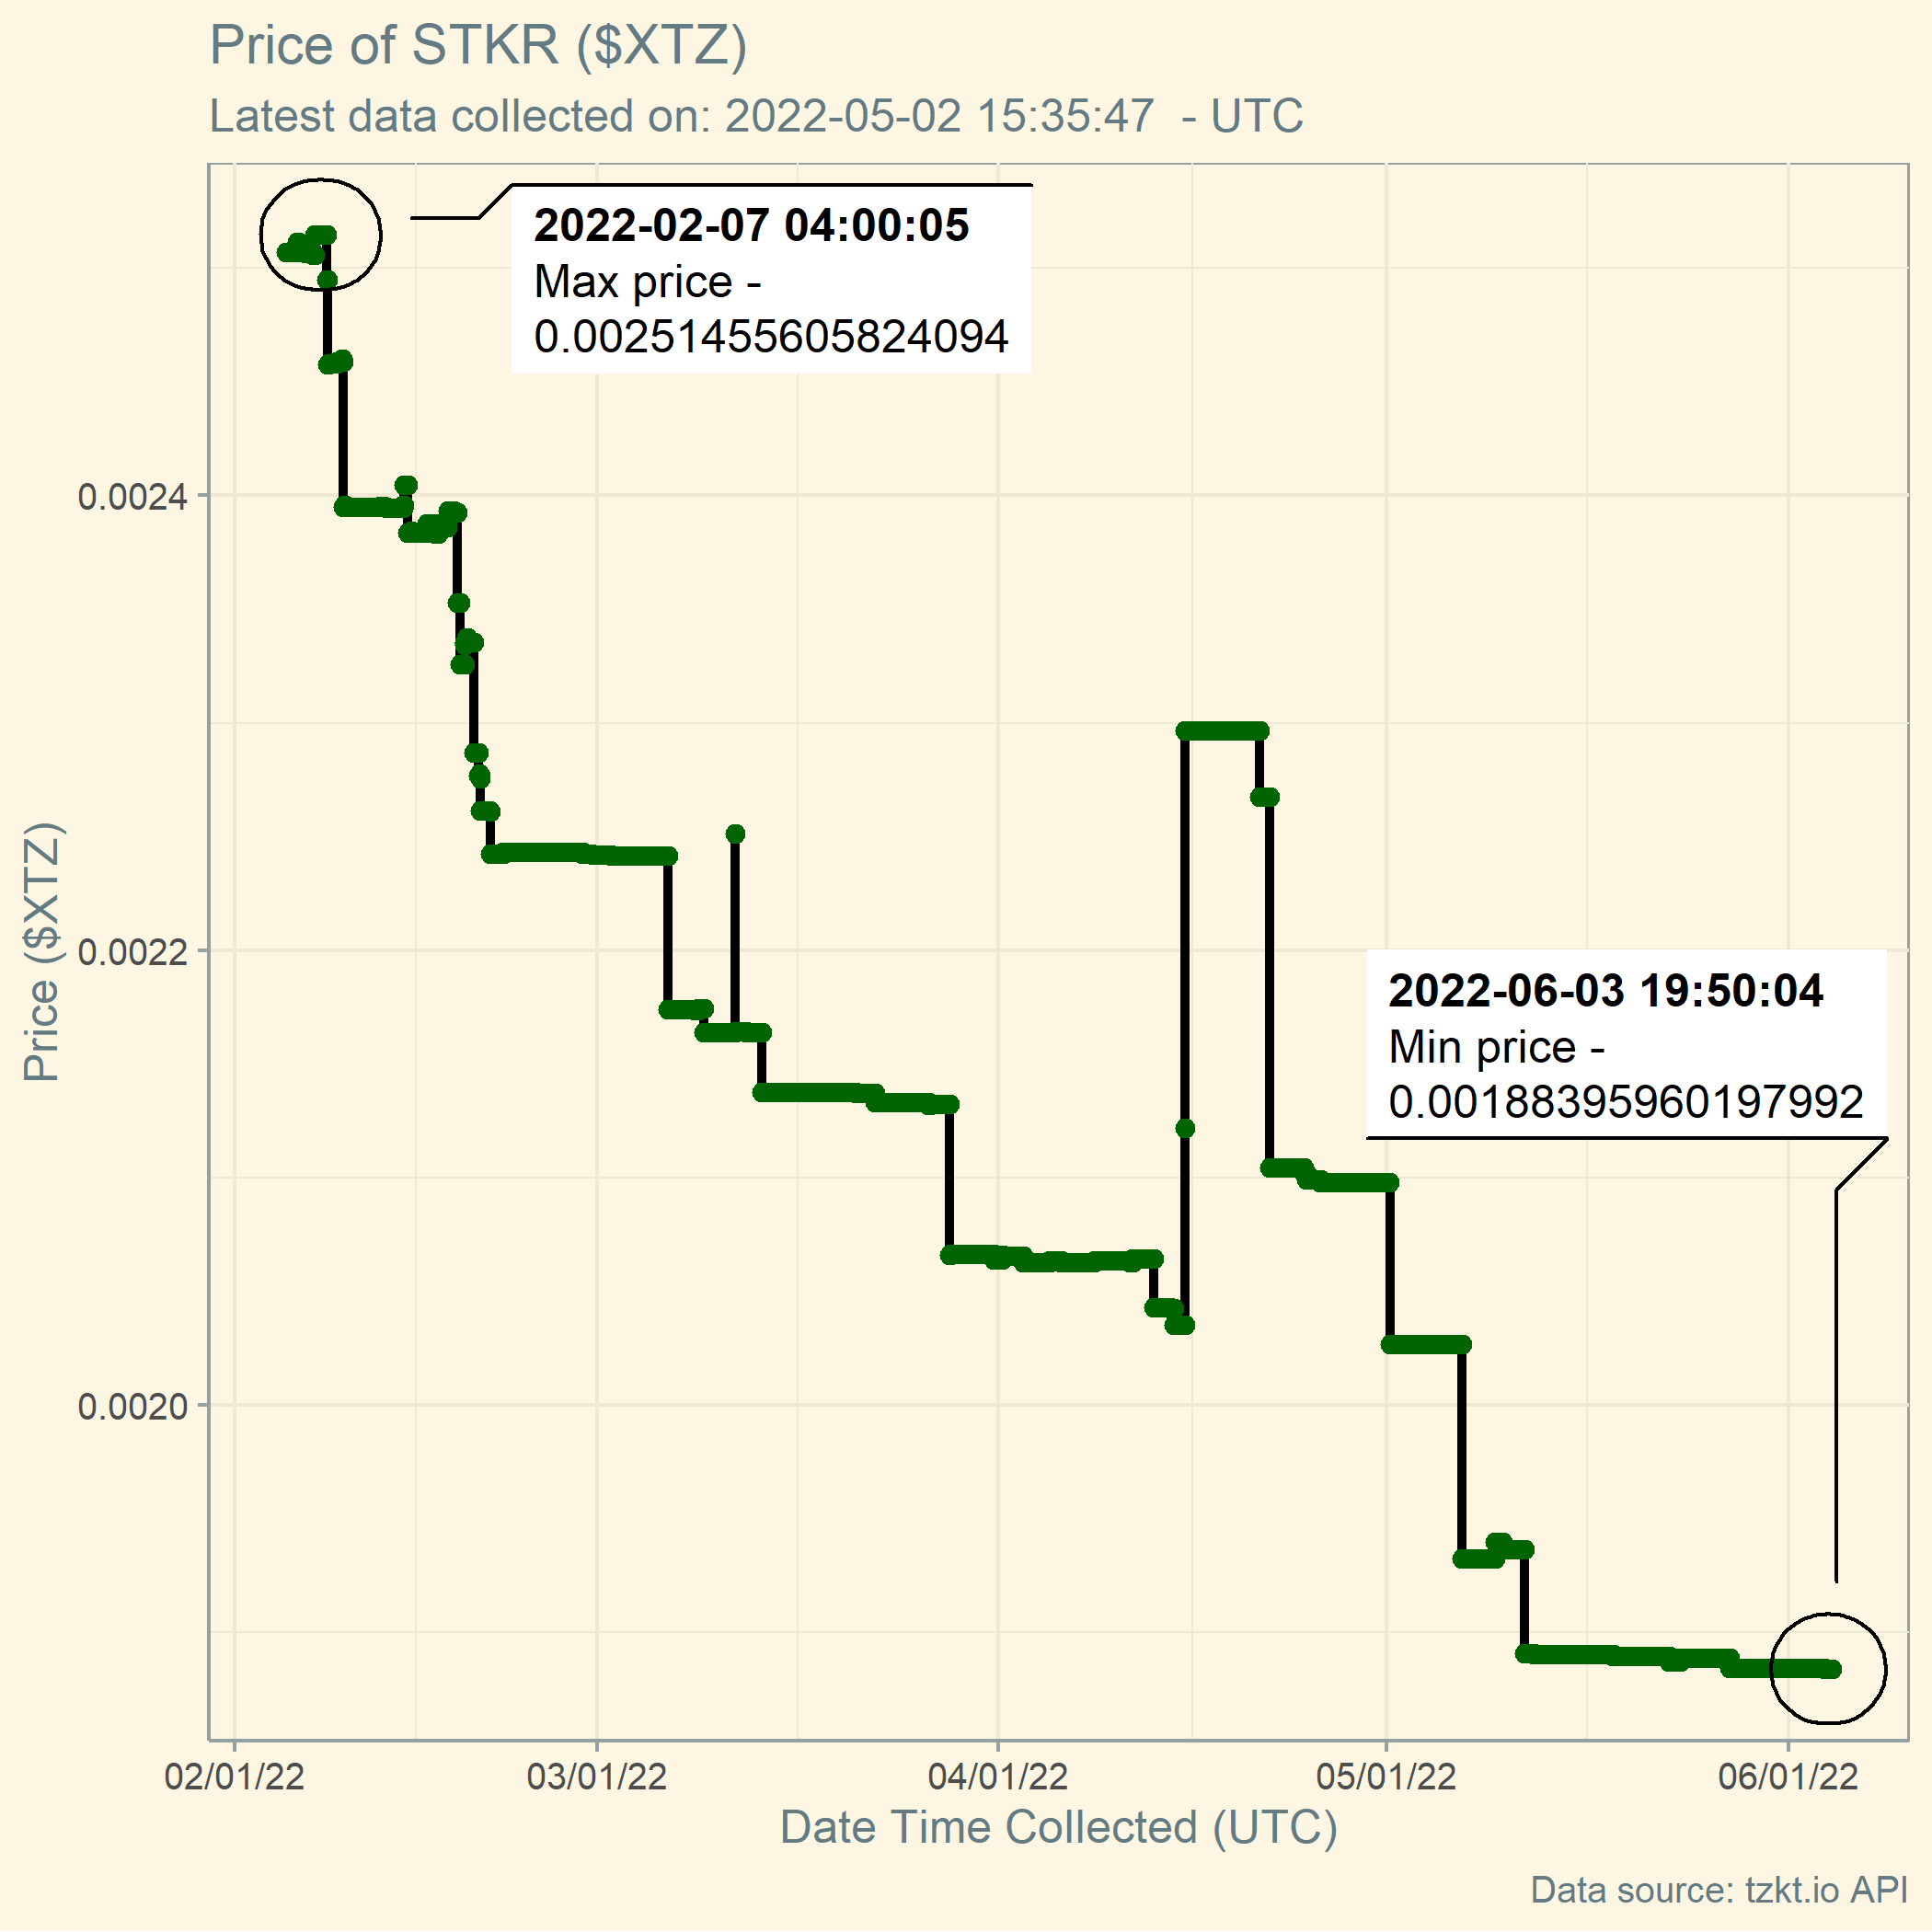 Price of STKR ($XTZ)
Latest data collected on: 2022-05-02 15:35:47  - UTC
2022-02-07 04:00:05
Max price -
0.00251455605824094
0.0024
Price ($XTZ)
0.0022
2022-06-03 19:50:04
Min price -
0.00188395960197992
0.0020
02/01/22
03/01/22
04/01/22
05/01/22
06/01/22
Date Time Collected (UTC)
Data source: tzkt.io API